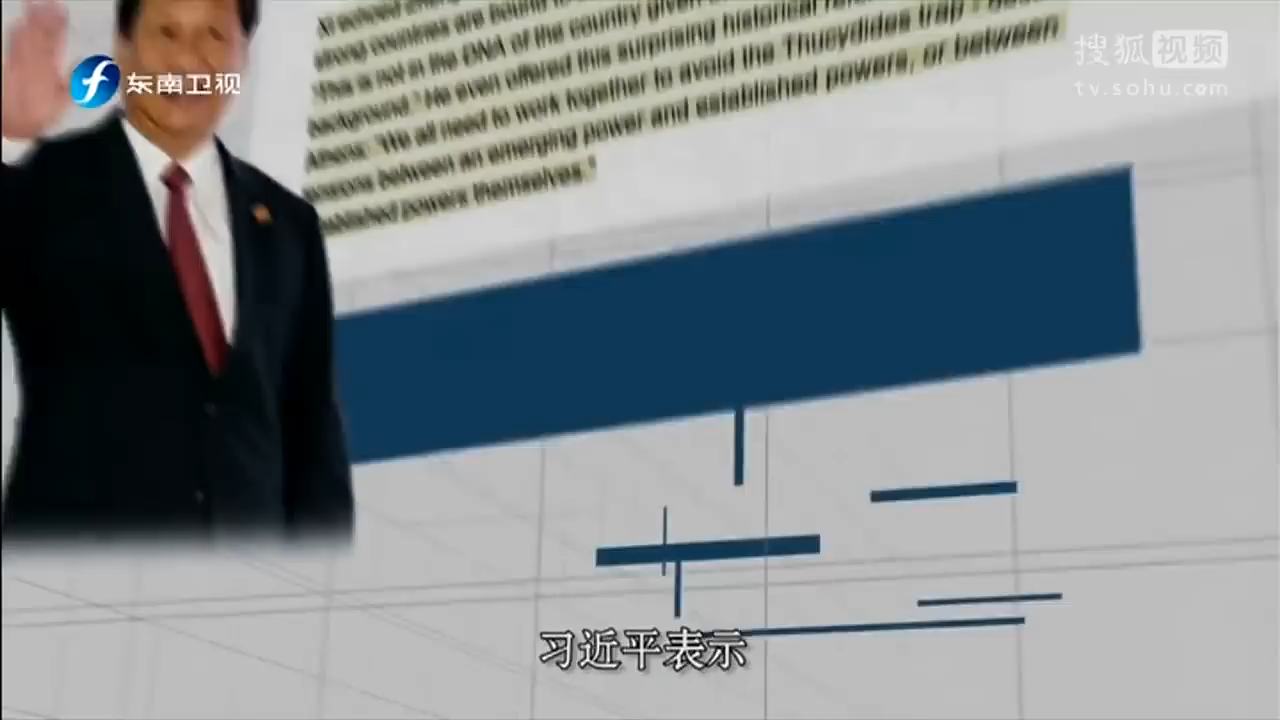 strong countries are bound to
This is not in the DNA of the country given
background." He even offered this surprising historical
Athens: "We all need to work together to avoid the Thucydides trap
between an emerging power and established powers, or between
established powers themselves."
东南卫视
搜狐视频
tv.sohu.com
习近平表示